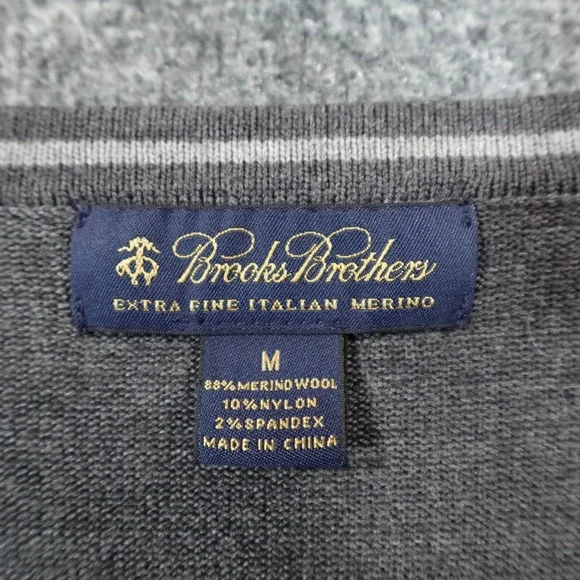 Brooks Brothers
EXTRA FINE ITALIAN MERINO
M
88% MERINO WOOL
10% NYLON
2% SPANDEX
MADE IN CHINA